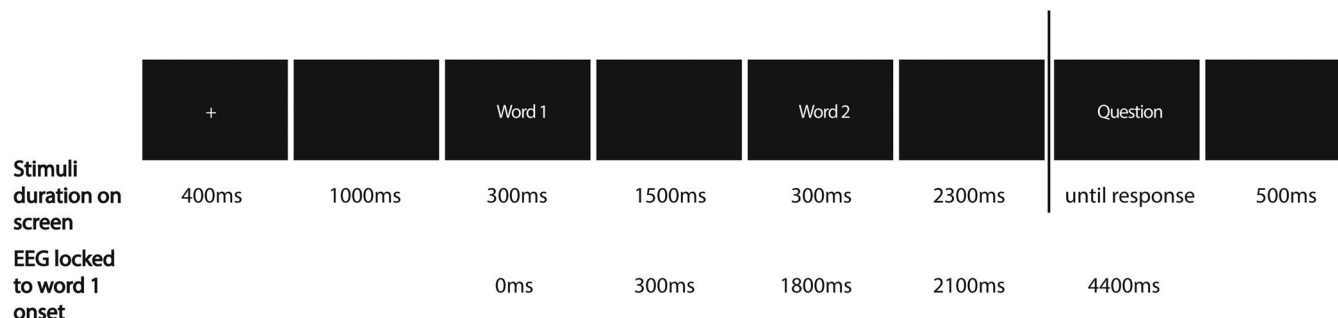 +
Word 1
Word 2
Question
Stimuli
duration on
screen
400ms 1000ms 300ms 1500ms 300ms 2300ms until response 500ms
EEG locked
to word 1
onset
0ms 300ms 1800ms 2100ms 4400ms